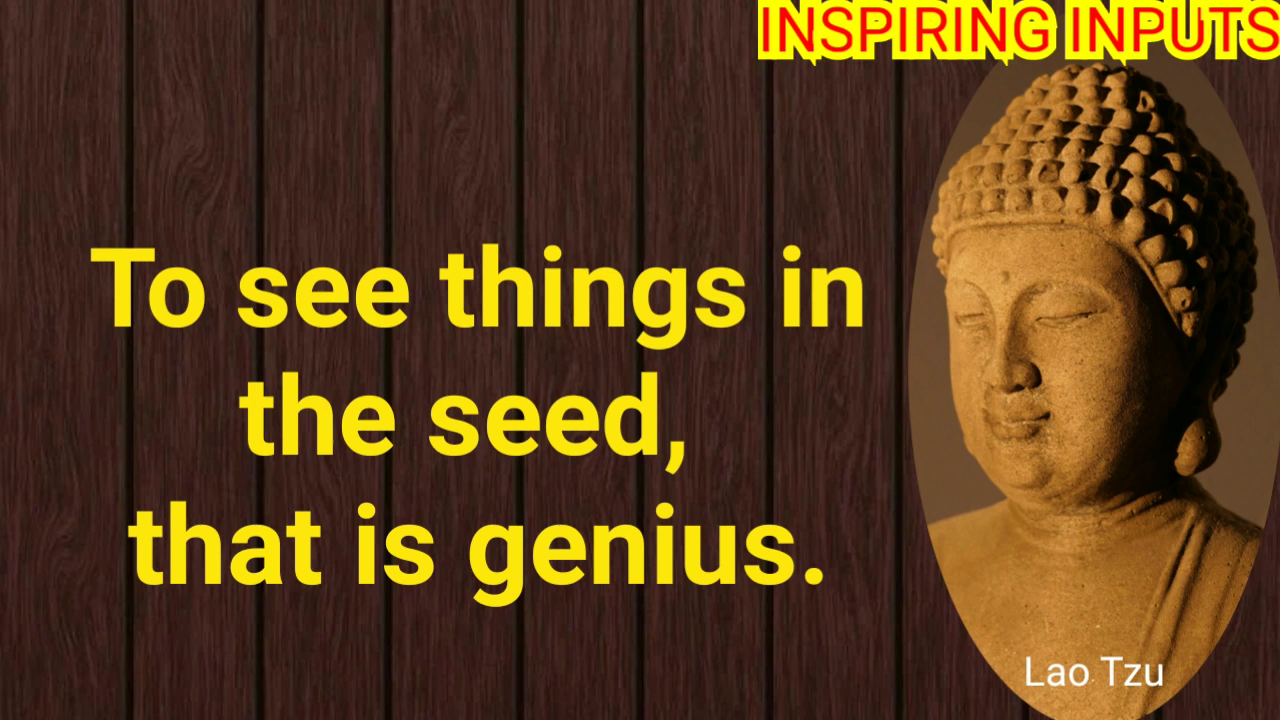 INSPIRING INPUTS
To see things in
the seed,
that is genius.
Lao Tzu